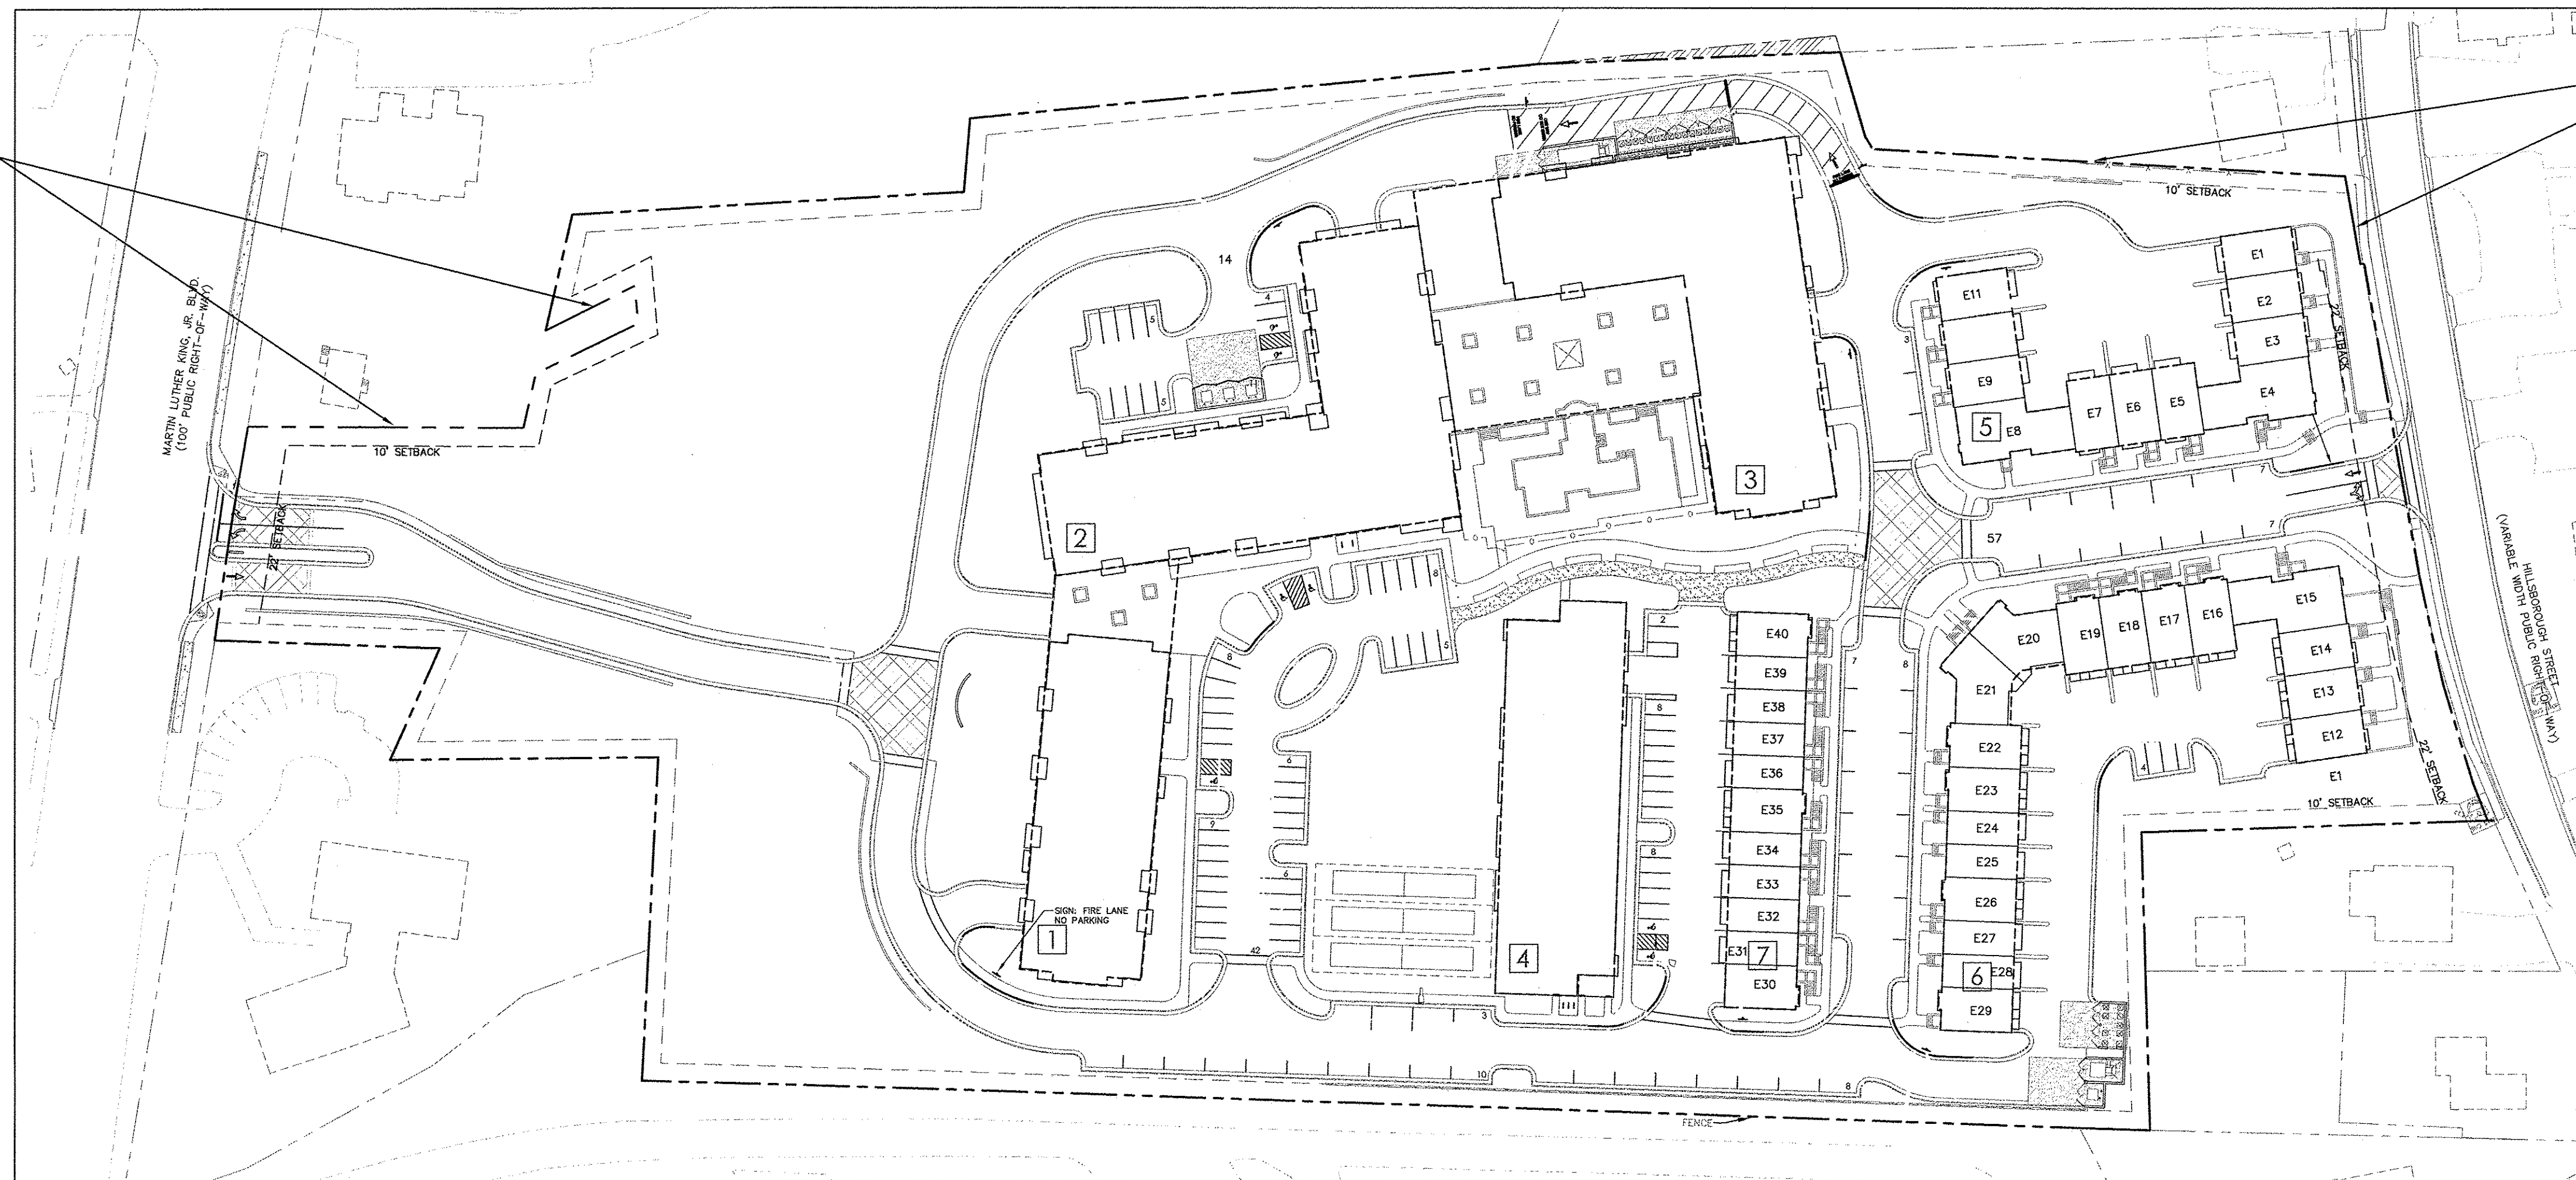 MARTIN LUTHER KING, JR. BLVD.
(100' PUBLIC RIGHT-OF-WAY)
10' SETBACK
22' SETBACK
14
5
5
4
10' SETBACK
22' SETBACK
E1
E2
E3
E4
E5
E6
E7
E8
E9
E11
5
3
7
7
57
2
3
8
5
8
6
9
6
42
SIGN: FIRE LANE
NO PARKING
1
4
2
8
8
3
10
8
E40
E39
E38
E37
E36
E35
E34
E33
E32
E31
7
E30
7
8
E20
E19
E18
E17
E16
E15
E14
E13
E12
E1
E21
E22
E23
E24
E25
E26
E27
E28
6
E29
4
10' SETBACK
22' SETBACK
HILLSBOROUGH STREET
(VARIABLE WIDTH PUBLIC RIGHT-OF-WAY)
FENCE